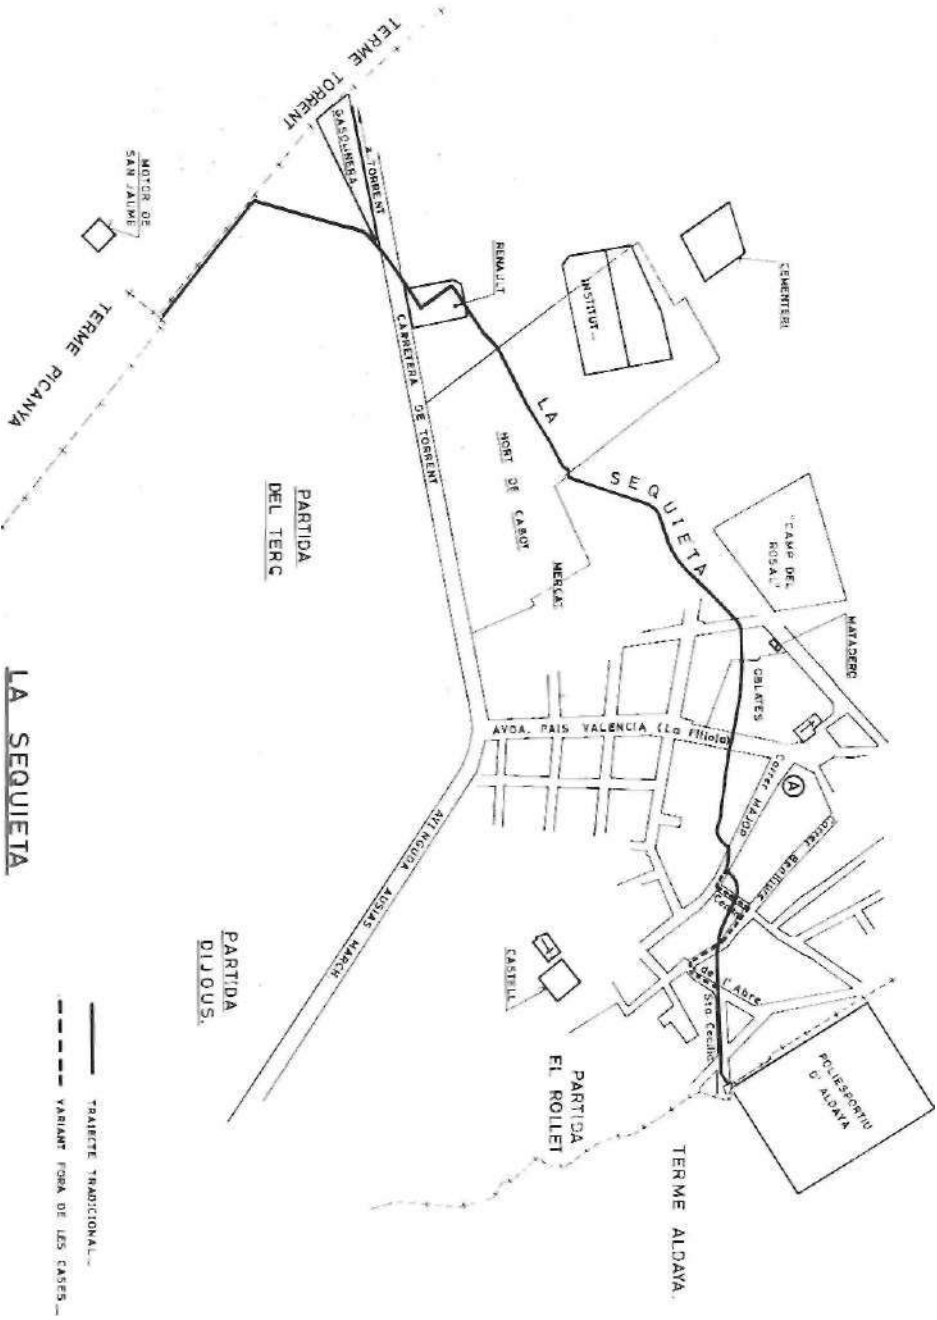 TERME TORRENT
GASOLINERA
A TORRENT
MOTOR DE
SAN JAUME
TERME PICANYA
RENAULT
INSTITUT
CEMENTERI
CARRETERA DE TORRENT
LA SEQUIETA
HORT DE CABOT
MERCAT
"CAMP DEL
ROSAL"
MATADERO
OBLATES
PARTIDA
DEL TERÇ
AVDA. PAIS VALENCIA (La Filiola)
Carrer MAJOR
A
Carrer Benlliure
AVINGUDA AUSIAS MARCH
de l'Abre
Sta. Cecilia
CASTELL
PARTIDA
DIJOUS.
PARTIDA
EL ROLLET
POLIESPORTIU
D'ALDAYA
TERME ALDAYA.
LA SEQUIETA
TRAJECTE TRADICIONAL
VARIANT FORA DE LES CASES